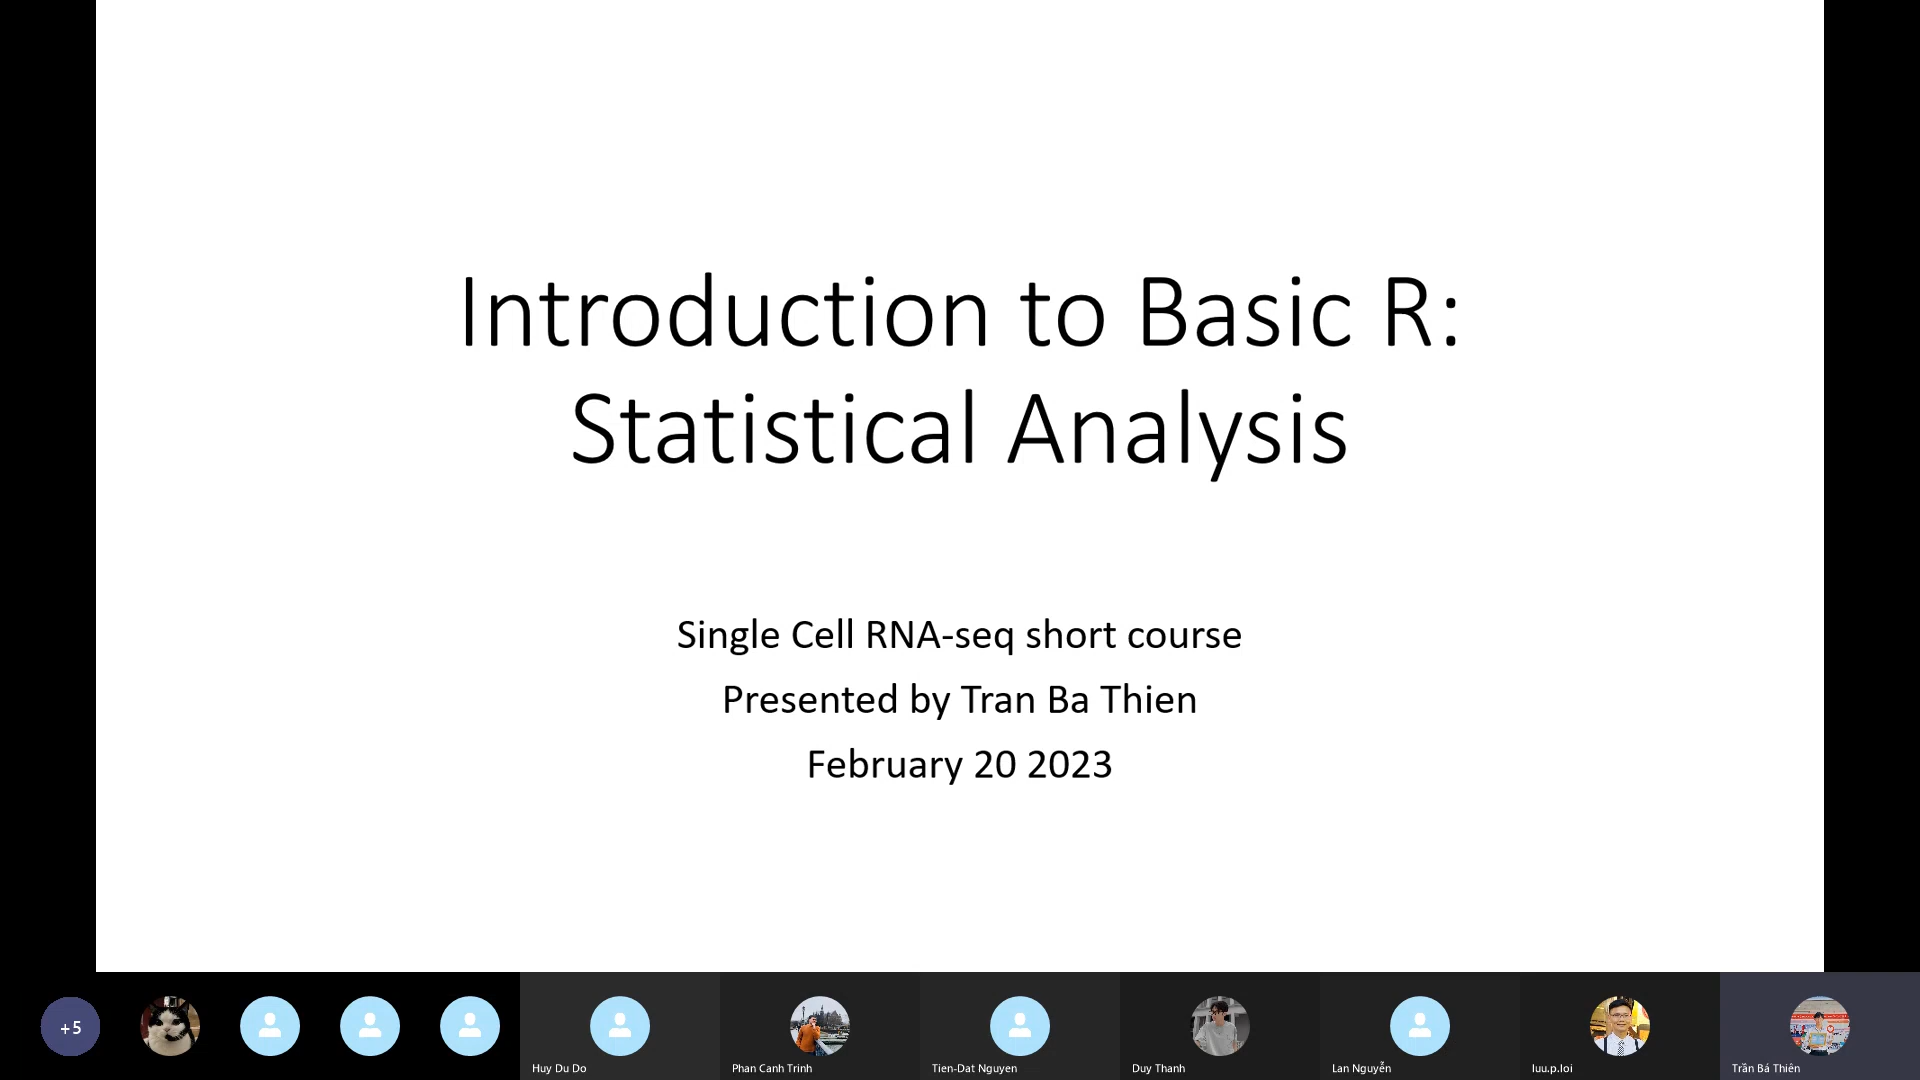 Introduction to Basic R:
Statistical Analysis
Single Cell RNA-seq short course
Presented by Tran Ba Thien
February 20 2023
+5
Huy Du Do
Phan Canh Trinh
Tien-Dat Nguyen
Duy Thanh
Lan Nguyễn
luu.p.loi
Trần Bá Thiên